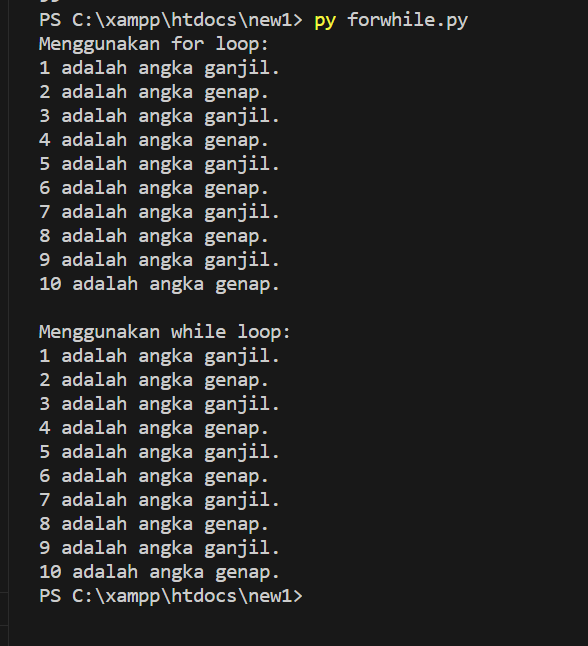 PS C:\xampp\htdocs\new1> py forwhile.py
Menggunakan for loop:
1 adalah angka ganjil.
2 adalah angka genap.
3 adalah angka ganjil.
4 adalah angka genap.
5 adalah angka ganjil.
6 adalah angka genap.
7 adalah angka ganjil.
8 adalah angka genap.
9 adalah angka ganjil.
10 adalah angka genap.

Menggunakan while loop:
1 adalah angka ganjil.
2 adalah angka genap.
3 adalah angka ganjil.
4 adalah angka genap.
5 adalah angka ganjil.
6 adalah angka genap.
7 adalah angka ganjil.
8 adalah angka genap.
9 adalah angka ganjil.
10 adalah angka genap.
PS C:\xampp\htdocs\new1>